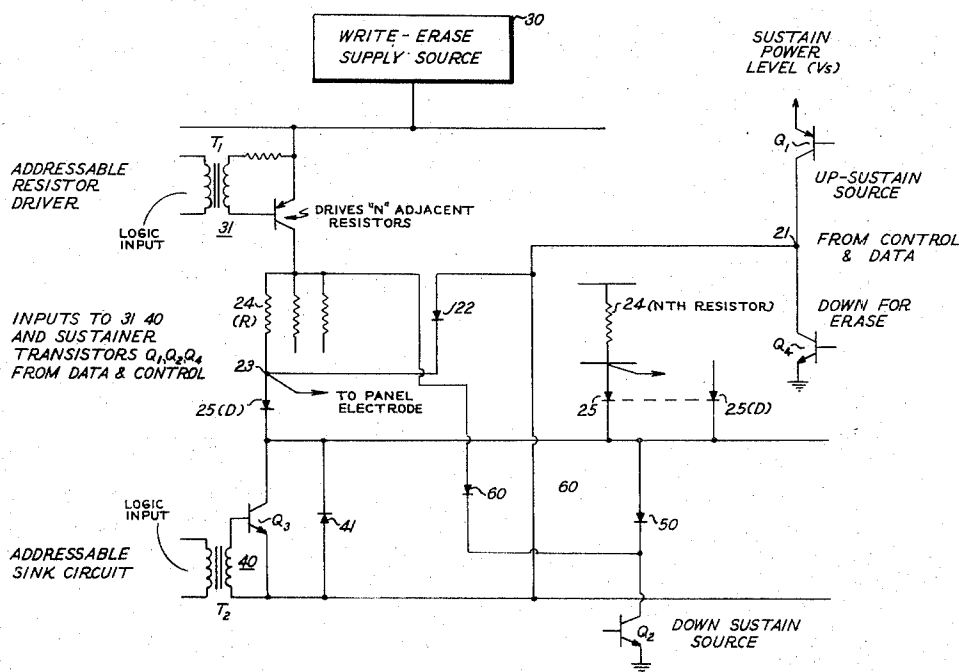 30
WRITE - ERASE
SUPPLY SOURCE
SUSTAIN
POWER
LEVEL (Vs)
Q1
UP-SUSTAIN
SOURCE
ADDRESSABLE
RESISTOR
DRIVER
T1
LOGIC
INPUT
31
DRIVES "N" ADJACENT
RESISTORS
21
FROM CONTROL
& DATA
24
(R)
22
24 (NTH RESISTOR)
DOWN FOR
ERASE
Q4
INPUTS TO 31 40
AND SUSTAINER
TRANSISTORS Q1,Q2,Q4
FROM DATA & CONTROL
23
TO PANEL
ELECTRODE
25(D)
25
25(D)
LOGIC
INPUT
Q3
41
60
60
50
ADDRESSABLE
SINK CIRCUIT
40
T2
Q2
DOWN SUSTAIN
SOURCE